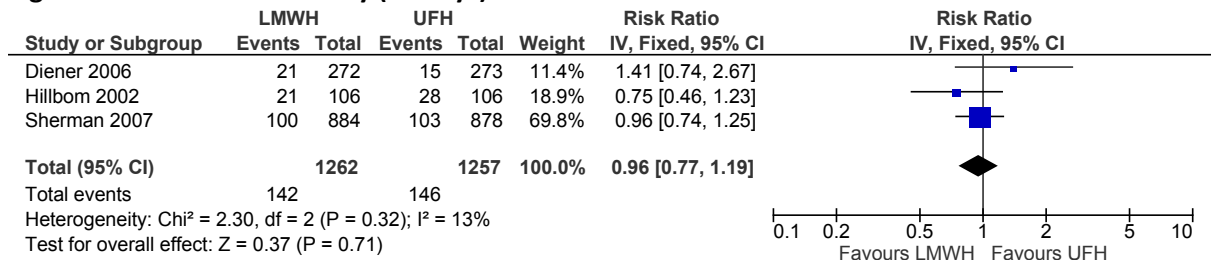 LMWH UFH Risk Ratio Risk Ratio
Study or Subgroup Events Total Events Total Weight IV, Fixed, 95% CI IV, Fixed, 95% CI
Diener 2006 21 272 15 273 11.4% 1.41 [0.74, 2.67]
Hillbom 2002 21 106 28 106 18.9% 0.75 [0.46, 1.23]
Sherman 2007 100 884 103 878 69.8% 0.96 [0.74, 1.25]
Total (95% CI) 1262 1257 100.0% 0.96 [0.77, 1.19]
Total events 142 146
Heterogeneity: Chi² = 2.30, df = 2 (P = 0.32); I² = 13%
Test for overall effect: Z = 0.37 (P = 0.71)
0.1 0.2 0.5 1 2 5 10
Favours LMWH Favours UFH